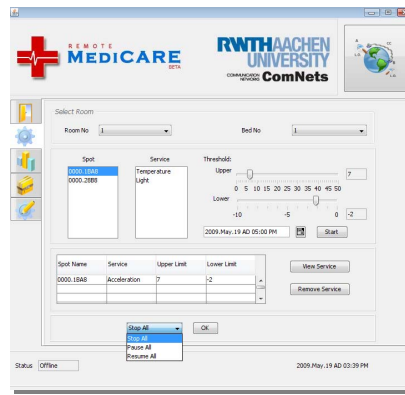 REMOTE
MEDICARE
BETA
RWTHAACHEN
UNIVERSITY
COMMUNICATION
NETWORKS ComNets
Select Room
Room No 1 Bed No 1
Spot Service Threshold:
0000.1BA8 Temperature Upper 7
0000.28B8 Light 0 5 10 15 20 25 30 35 40 45 50
Lower
-10 -5 0 -2
2009.May.19 AD 05:00 PM Start
Spot Name Service Upper Limit Lower Limit View Service
0000.1BA8 Acceleration 7 -2
Remove Service
Stop All OK
Stop All
Pause All
Resume All
Status Offline 2009.May.19 AD 03:39 PM